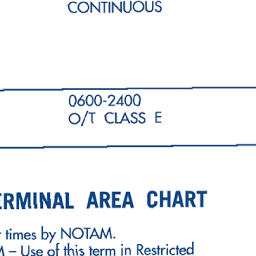 CONTINUOUS
0600-2400
O/T CLASS E
ERMINAL AREA CHART
times by NOTAM.
– Use of this term in Restricted